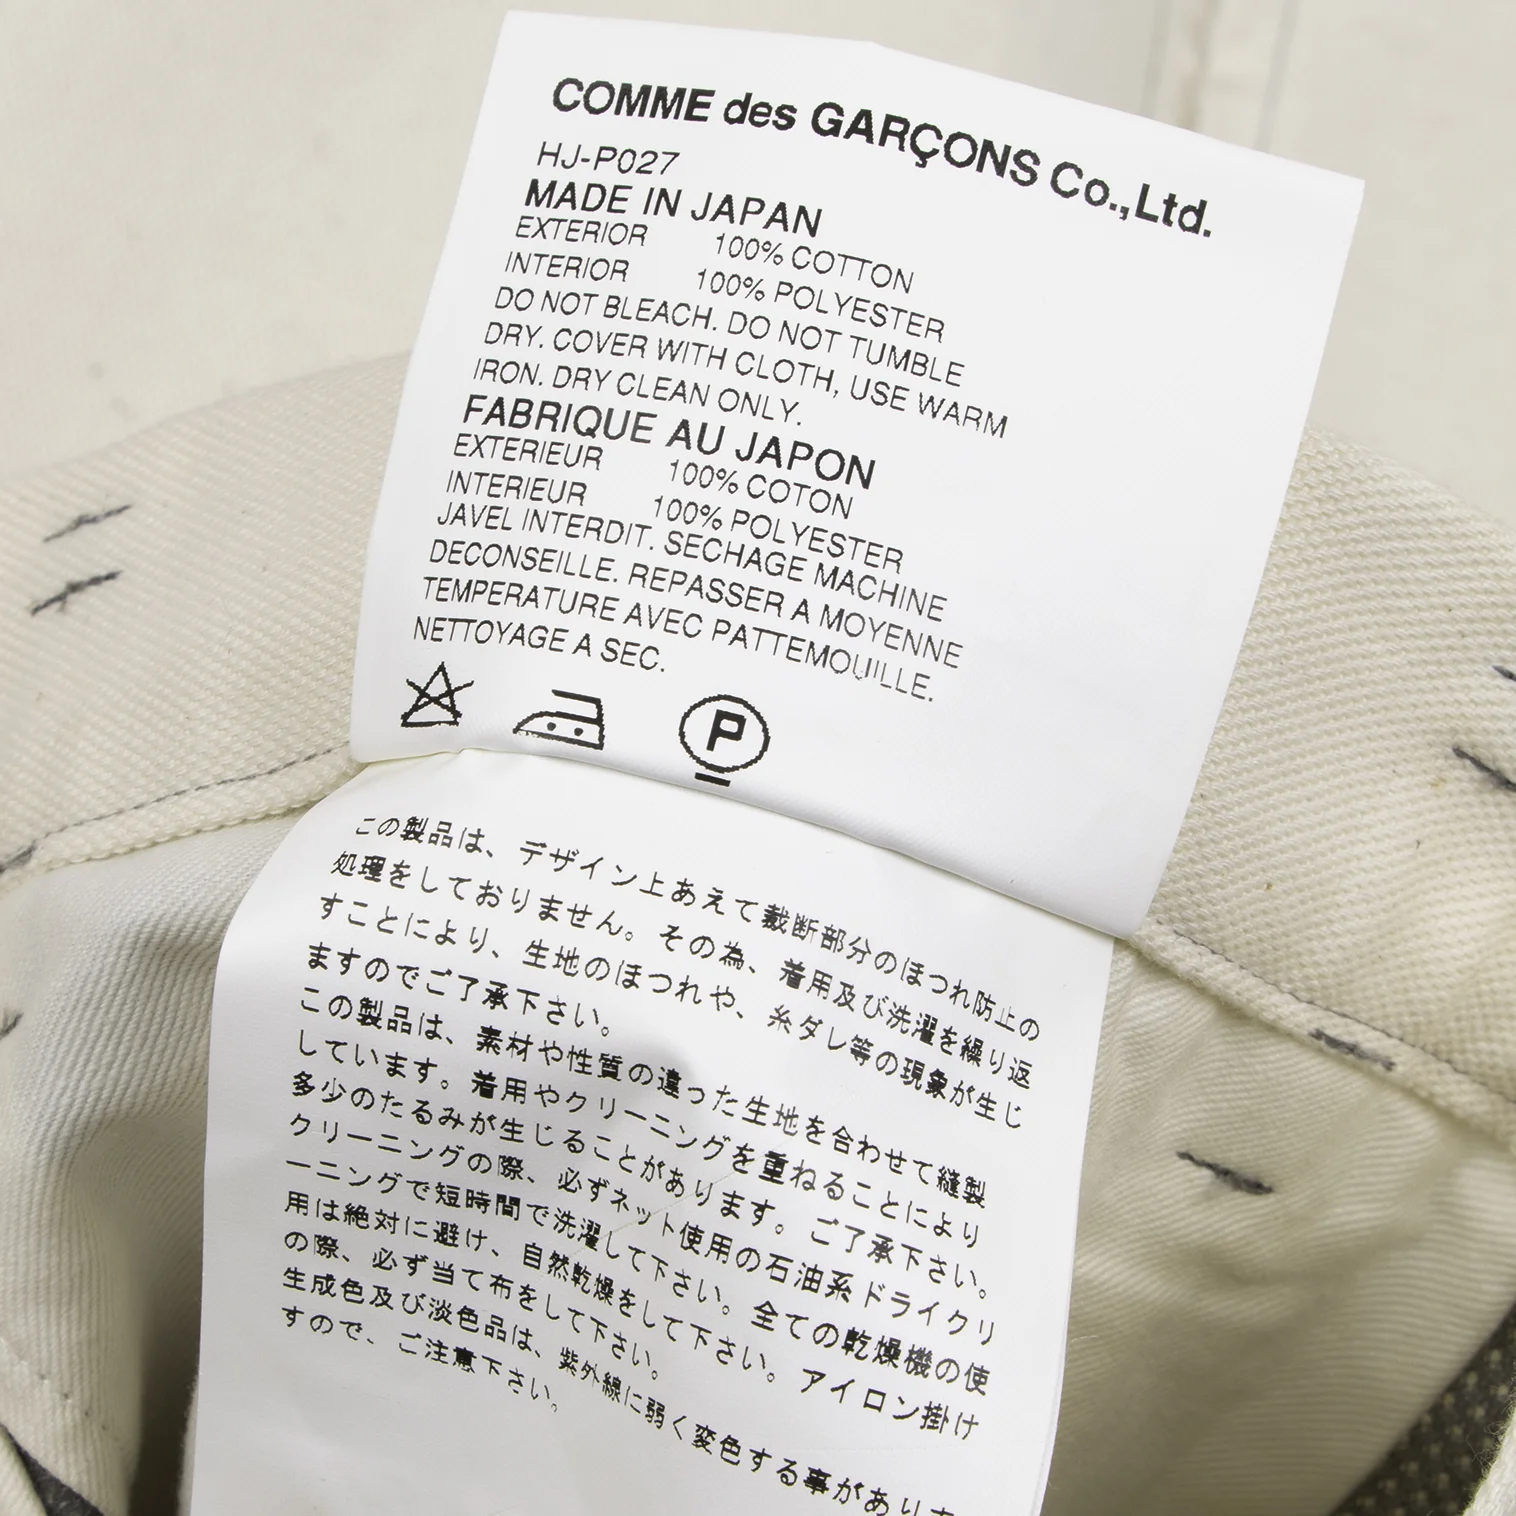 COMME des GARÇONS Co.,Ltd.
HJ-P027
MADE IN JAPAN
EXTERIOR 100% COTTON
INTERIOR 100% POLYESTER
DO NOT BLEACH. DO NOT TUMBLE
DRY. COVER WITH CLOTH, USE WARM
IRON. DRY CLEAN ONLY.
FABRIQUE AU JAPON
EXTERIEUR 100% COTON
INTERIEUR 100% POLYESTER
JAVEL INTERDIT. SECHAGE MACHINE
DECONSEILLE. REPASSER A MOYENNE
TEMPERATURE AVEC PATTEMOUILLE.
NETTOYAGE A SEC.
P
この製品は、デザイン上あえて裁断部分のほつれ防止の
処理をしておりません。その為、着用及び洗濯を繰り返
すことにより、生地のほつれや、糸ダレ等の現象が生じ
ますのでご了承下さい。
この製品は、素材や性質の違った生地を合わせて縫製
しています。着用やクリーニングを重ねることにより
多少のたるみが生じることがあります。ご了承下さい。
クリーニングの際、必ずネット使用の石油系ドライクリ
ーニングで短時間で洗濯して下さい。全ての乾燥機の使
用は絶対に避け、自然乾燥をして下さい。アイロン掛け
の際、必ず当て布をして下さい。
生成色及び淡色品は、紫外線に弱く変色する事がありま
すので、ご注意下さい。